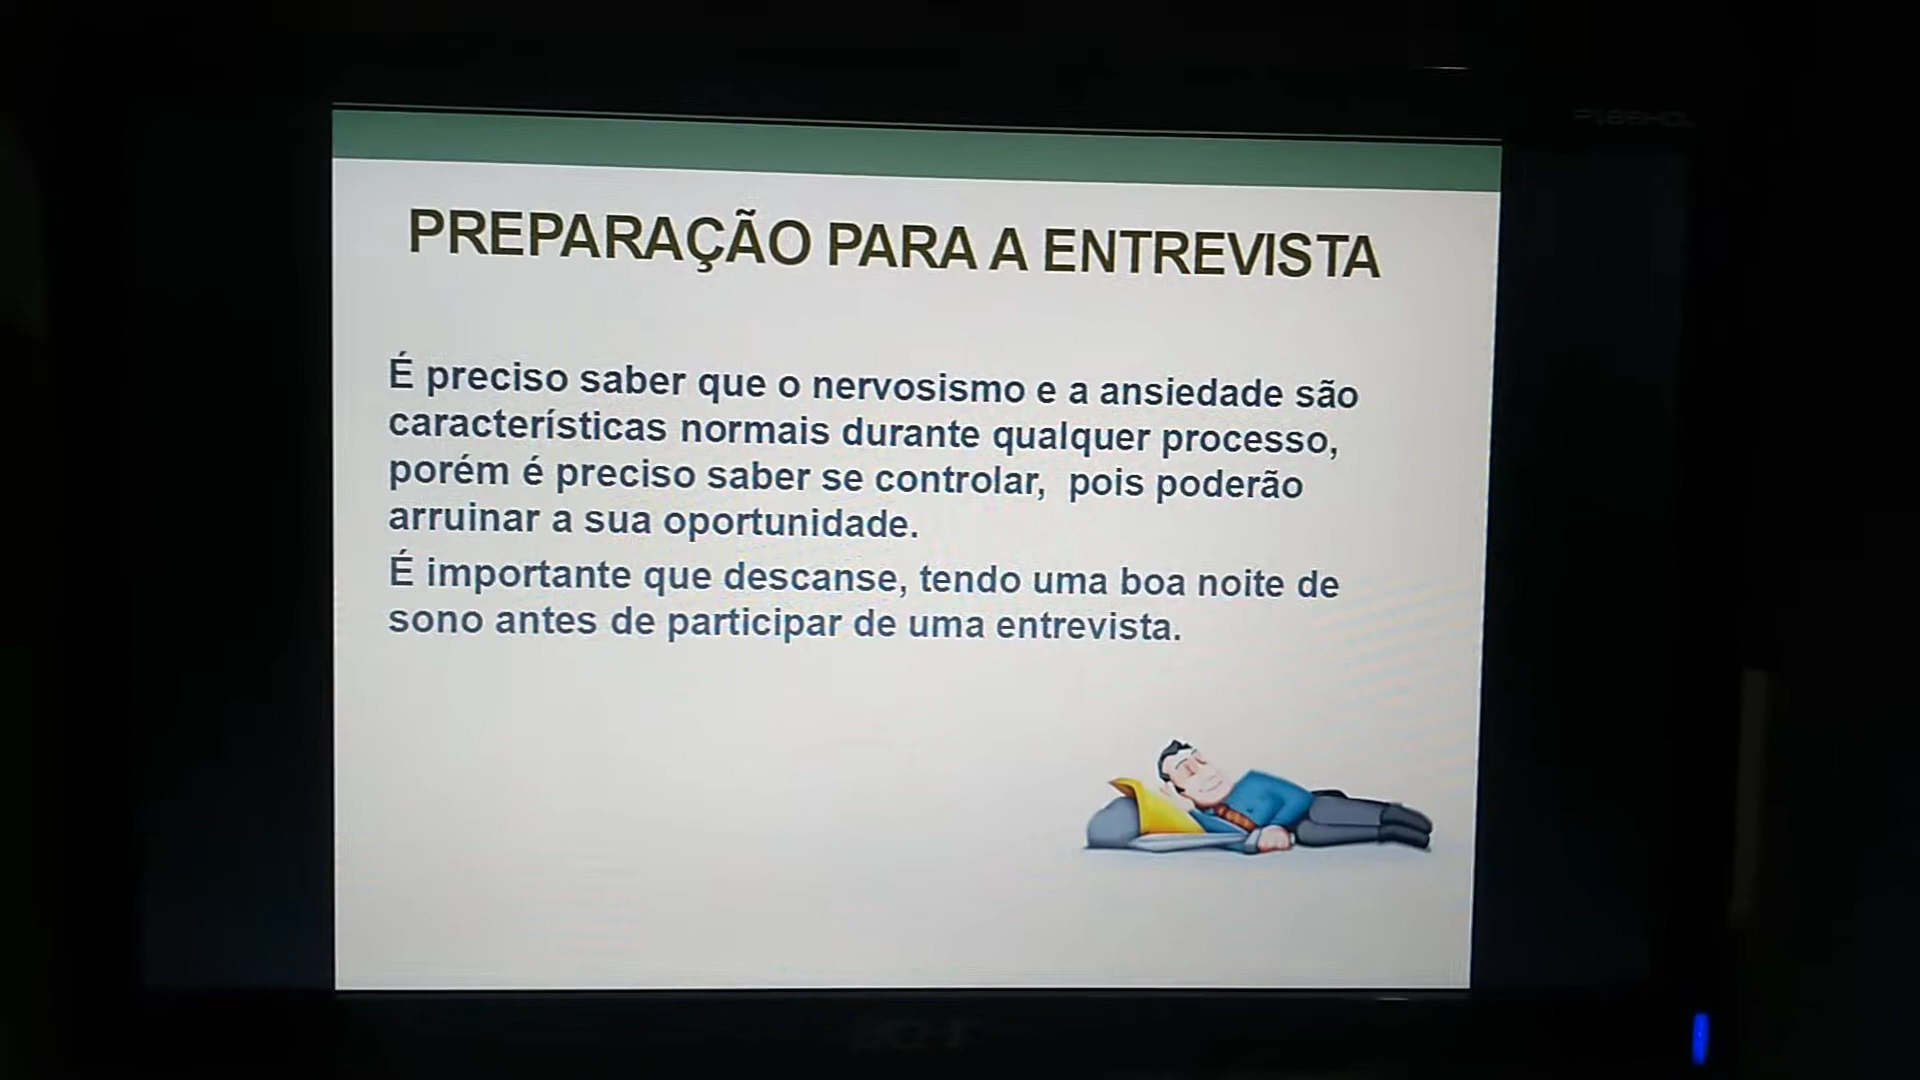 PREPARAÇÃO PARA A ENTREVISTA
É preciso saber que o nervosismo e a ansiedade são
características normais durante qualquer processo,
porém é preciso saber se controlar, pois poderão
arruinar a sua oportunidade.
É importante que descanse, tendo uma boa noite de
sono antes de participar de uma entrevista.
acer